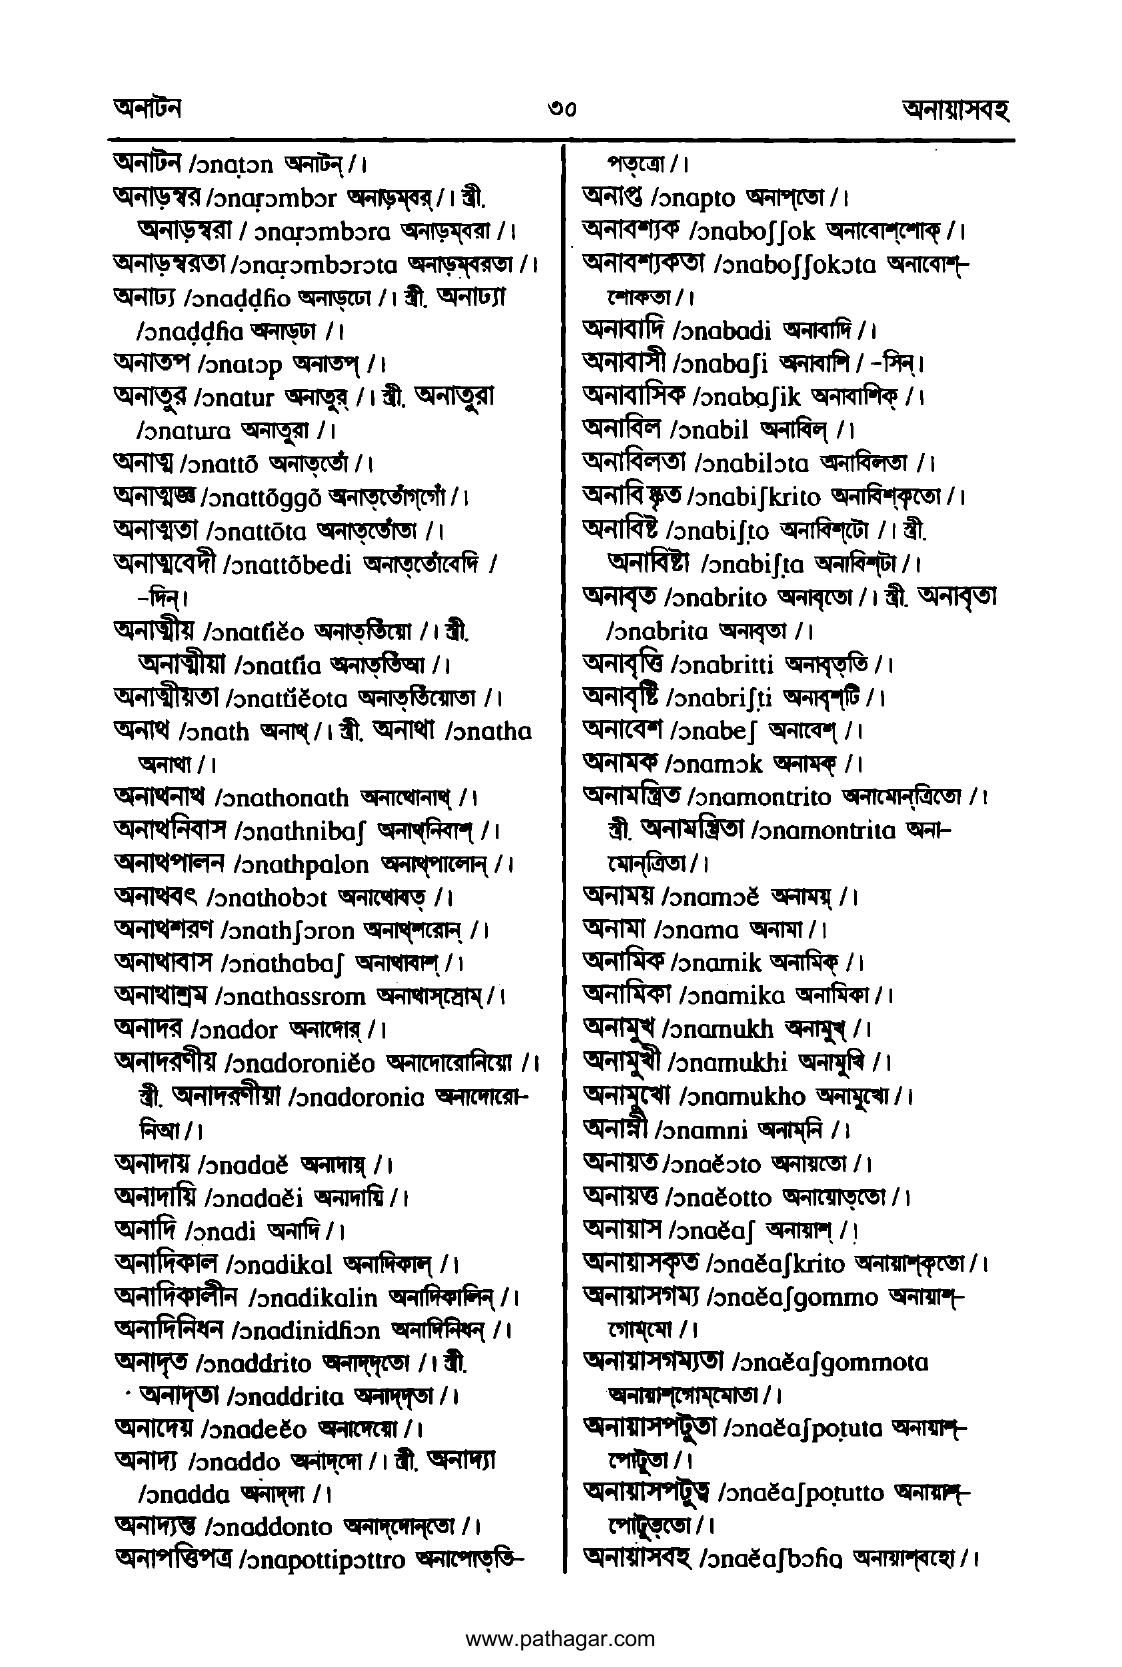 অনাটন
৩০
অনায়াসবহ
অনাটন /ɔnaṭɔn অনাটন্ /।
অনাড়ম্বর /ɔnaṛɔmbɔr অনাড়ম্‌বর্ /। স্ত্রী.
অনাড়ম্বরা / ɔnaṛɔmbɔra অনাড়ম্‌বরা /।
অনাড়ম্বরতা /ɔnaṛɔmbɔrɔta অনাড়ম্‌বরতা /।
অনাঢ্য /ɔnaḍḍɦo অনাড্‌ঢো /। স্ত্রী. অনাঢ্যা
/ɔnaḍḍɦa অনাড্‌ঢা /।
অনাতপ /ɔnatɔp অনাতপ্ /।
অনাতুর /ɔnatur অনাতুর্ /। স্ত্রী. অনাতুরা
/ɔnatura অনাতুরা /।
অনাত্ম /ɔnattõ অনাত্‌তোঁ /।
অনাত্মজ্ঞ /ɔnattõggõ অনাত্‌তোঁগ্‌গোঁ /।
অনাত্মতা /ɔnattõta অনাত্‌তোঁতা /।
অনাত্মবেদী /ɔnattõbedi অনাত্‌তোঁবেদি /
-দিন্।
অনাত্মীয় /ɔnattĩĕo অনাত্‌তিঁয়ো /। স্ত্রী.
অনাত্মীয়া /ɔnattĩa অনাত্‌তিঁআ /।
অনাত্মীয়তা /ɔnattĩĕota অনাত্‌তিঁয়োতা /।
অনাথ /ɔnath অনাথ্ /। স্ত্রী. অনাথা /ɔnatha
অনাথা /।
অনাথনাথ /ɔnathonath অনাথোনাথ্ /।
অনাথনিবাস /ɔnathnibaʃ অনাথ্‌নিবাশ্ /।
অনাথপালন /ɔnathpalon অনাথ্‌পালোন্ /।
অনাথবৎ /ɔnathobɔt অনাথোবত্ /।
অনাথশরণ /ɔnathʃɔron অনাথ্‌শরোন্ /।
অনাথাবাস /ɔnathabaʃ অনাথাবাশ্ /।
অনাথাশ্রম /ɔnathassrom অনাথাস্‌স্রোম্ /।
অনাদর /ɔnador অনাদোর্ /।
অনাদরণীয় /ɔnadoroniĕo অনাদোরোনিয়ো /।
স্ত্রী. অনাদরণীয়া /ɔnadoronia অনাদোরো-
নিআ /।
অনাদায় /ɔnadaĕ অনাদায়্ /।
অনাদায়ি /ɔnadaĕi অনাদায়ি /।
অনাদি /ɔnadi অনাদি /।
অনাদিকাল /ɔnadikal অনাদিকাল্ /।
অনাদিকালীন /ɔnadikalin অনাদিকালিন্ /।
অনাদিনিধন /ɔnadinidɦɔn অনাদিনিধন্ /।
অনাদৃত /ɔnaddrito অনাদ্‌দৃতো /। স্ত্রী.
অনাদৃতা /ɔnaddrita অনাদ্‌দৃতা /।
অনাদেয় /ɔnadeĕo অনাদেয়ো /।
অনাদ্য /ɔnaddo অনাদ্‌দো /। স্ত্রী. অনাদ্যা
/ɔnadda অনাদ্‌দা /।
অনাদ্যন্ত /ɔnaddonto অনাদ্‌দোন্‌তো /।
অনাপত্তিপত্র /ɔnapottipɔttro অনাপোত্‌তি-
পত্‌ত্রো /।
অনাপ্ত /ɔnapto অনাপ্‌তো /।
অনাবশ্যক /ɔnaboʃʃok অনাবোশ্‌শোক্ /।
অনাবশ্যকতা /ɔnaboʃʃokɔta অনাবোশ্-
শোকতা /।
অনাবাদি /ɔnabadi অনাবাদি /।
অনাবাসী /ɔnabaʃi অনাবাশি / -সিন্।
অনাবাসিক /ɔnabaʃik অনাবাশিক্ /।
অনাবিল /ɔnabil অনাবিল্ /।
অনাবিলতা /ɔnabilɔta অনাবিলতা /।
অনাবিষ্কৃত /ɔnabiʃkrito অনাবিশ্‌কৃতো /।
অনাবিষ্ট /ɔnabiʃṭo অনাবিশ্‌টো /। স্ত্রী.
অনাবিষ্টা /ɔnabiʃṭa অনাবিশ্‌টা /।
অনাবৃত /ɔnabrito অনাবৃতো /। স্ত্রী. অনাবৃতা
/ɔnabrita অনাবৃতা /।
অনাবৃত্তি /ɔnabritti অনাবৃত্‌তি /।
অনাবৃষ্টি /ɔnabriʃṭi অনাবৃশ্‌টি /।
অনাবেশ /ɔnabeʃ অনাবেশ্ /।
অনামক /ɔnamɔk অনামক্ /।
অনামন্ত্রিত /ɔnamontrito অনামোন্‌ত্রিতো /।
স্ত্রী. অনামন্ত্রিতা /ɔnamontrita অনা-
মোন্‌ত্রিতা /।
অনাময় /ɔnamɔĕ অনাময়্ /।
অনামা /ɔnama অনামা /।
অনামিক /ɔnamik অনামিক্ /।
অনামিকা /ɔnamika অনামিকা /।
অনামুখ /ɔnamukh অনামুখ্ /।
অনামুখী /ɔnamukhi অনামুখি /।
অনামুখো /ɔnamukho অনামুখো /।
অনাম্নী /ɔnamni অনাম্‌নি /।
অনায়ত /ɔnaĕɔto অনায়তো /।
অনায়ত্ত /ɔnaĕotto অনায়োত্‌তো /।
অনায়াস /ɔnaĕaʃ অনায়াশ্ /।
অনায়াসকৃত /ɔnaĕaʃkrito অনায়াশ্‌কৃতো /।
অনায়াসগম্য /ɔnaĕaʃgommo অনায়াশ্-
গোম্‌মো /।
অনায়াসগম্যতা /ɔnaĕaʃgommota
অনায়াশ্‌গোম্‌মোতা /।
অনায়াসপটুতা /ɔnaĕaʃpoṭuta অনায়াশ্-
পোটুতা /।
অনায়াসপটুত্ব /ɔnaĕaʃpoṭutto অনায়াশ্-
পোটুত্‌তো /।
অনায়াসবহ /ɔnaĕaʃbɔɦa অনায়াশ্‌বহো /।
www.pathagar.com